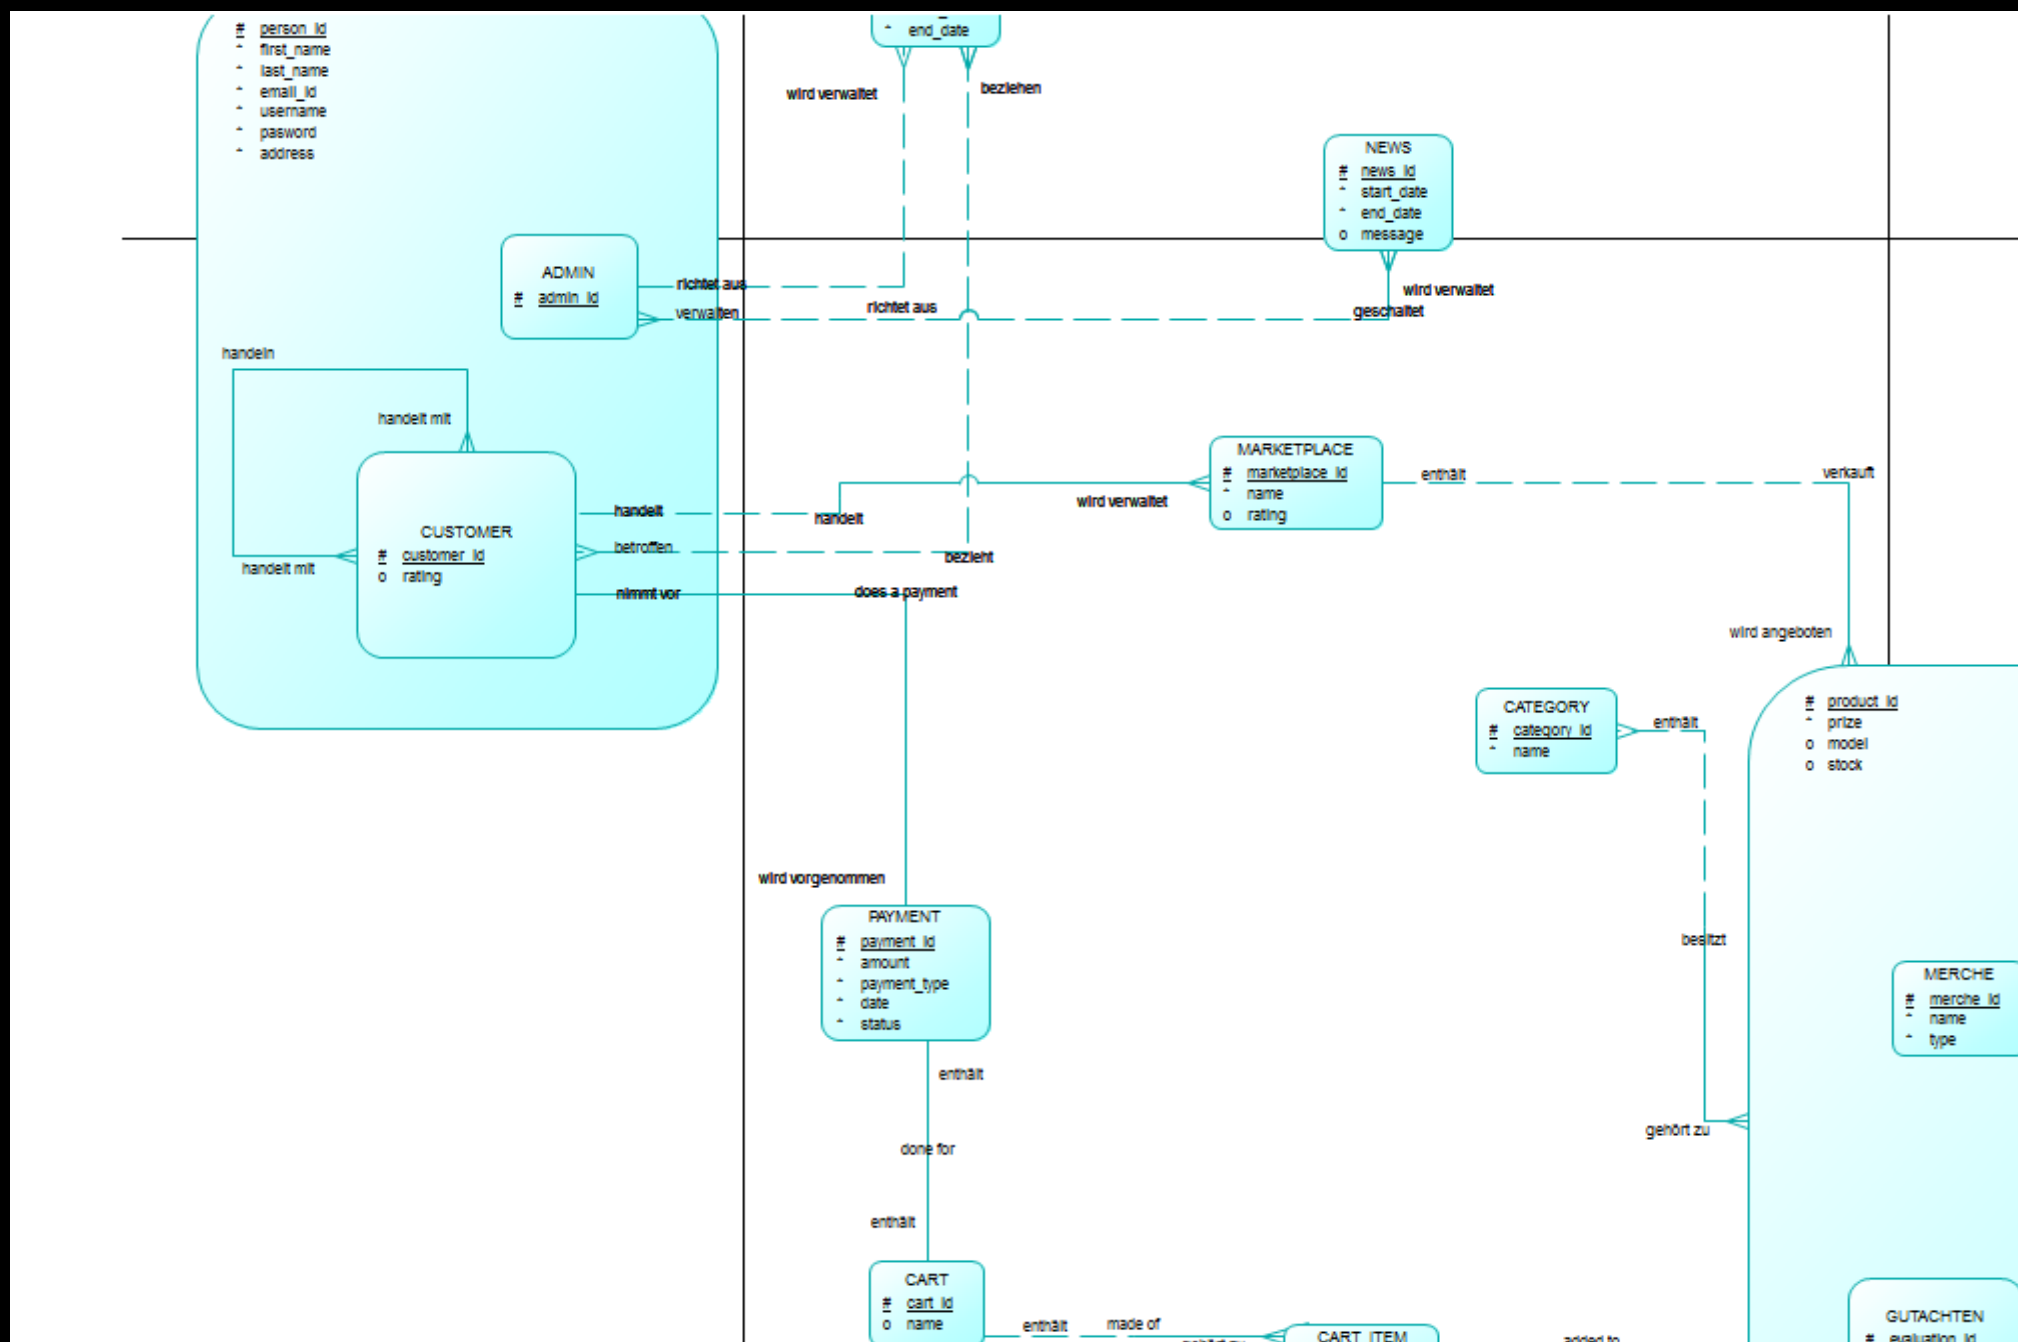 # person_id
* first_name
* last_name
* email_id
* username
* pasword
* address
* end_date
wird verwaltet
beziehen
NEWS
# news_id
* start_date
* end_date
o message
ADMIN
# admin_id
richtet aus
verwalten
richtet aus
wird verwaltet
geschaltet
handeln
handelt mit
MARKETPLACE
# marketplace_id
* name
o rating
enthält
verkauft
wird verwaltet
handelt
handelt
CUSTOMER
# customer_id
o rating
betroffen
bezieht
handelt mit
nimmt vor
does a payment
wird angeboten
CATEGORY
# category_id
* name
enthält
# product_id
* prize
o model
o stock
wird vorgenommen
PAYMENT
# payment_id
* amount
* payment_type
* date
* status
besitzt
MERCHE
# merche_id
* name
* type
enthält
gehört zu
done for
enthält
CART
# cart_id
o name
enthält
made of
CART_ITEM
added to
GUTACHTEN
# evaluation_id